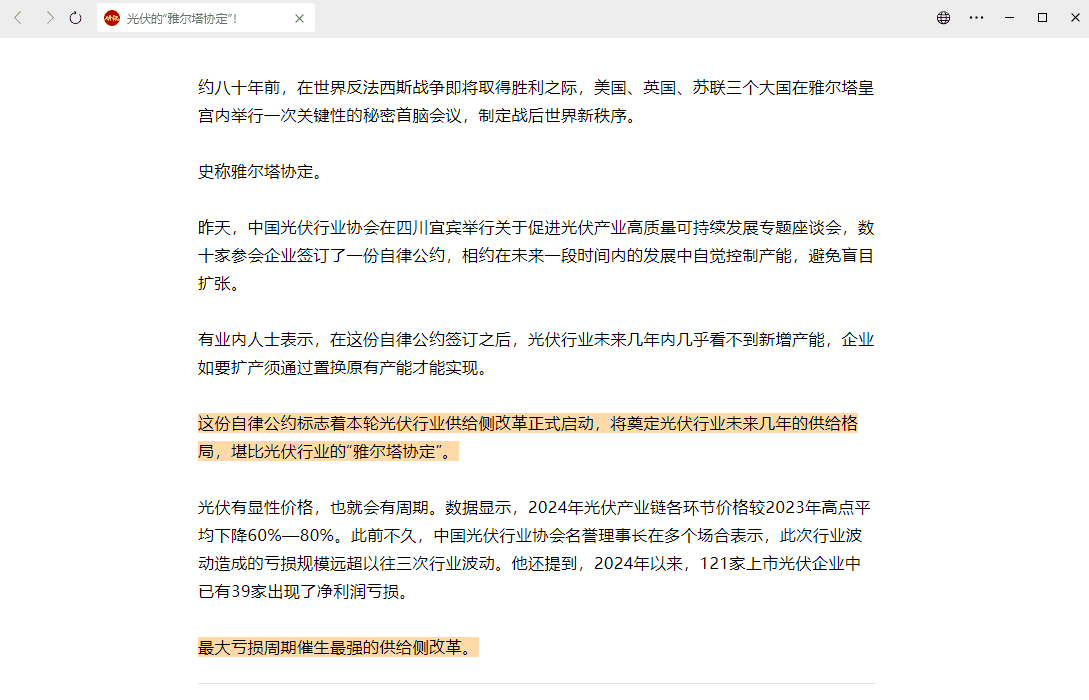 光伏的“雅尔塔协定”!
约八十年前，在世界反法西斯战争即将取得胜利之际，美国、英国、苏联三个大国在雅尔塔皇
宫内举行一次关键性的秘密首脑会议，制定战后世界新秩序。
史称雅尔塔协定。
昨天，中国光伏行业协会在四川宜宾举行关于促进光伏产业高质量可持续发展专题座谈会，数
十家参会企业签订了一份自律公约，相约在未来一段时间内的发展中自觉控制产能，避免盲目
扩张。
有业内人士表示，在这份自律公约签订之后，光伏行业未来几年内几乎看不到新增产能，企业
如要扩产须通过置换原有产能才能实现。
这份自律公约标志着本轮光伏行业供给侧改革正式启动，将奠定光伏行业未来几年的供给格
局，堪比光伏行业的“雅尔塔协定”。
光伏有显性价格，也就会有周期。数据显示，2024年光伏产业链各环节价格较2023年高点平
均下降60%—80%。此前不久，中国光伏行业协会名誉理事长在多个场合表示，此次行业波
动造成的亏损规模远超以往三次行业波动。他还提到，2024年以来，121家上市光伏企业中
已有39家出现了净利润亏损。
最大亏损周期催生最强的供给侧改革。